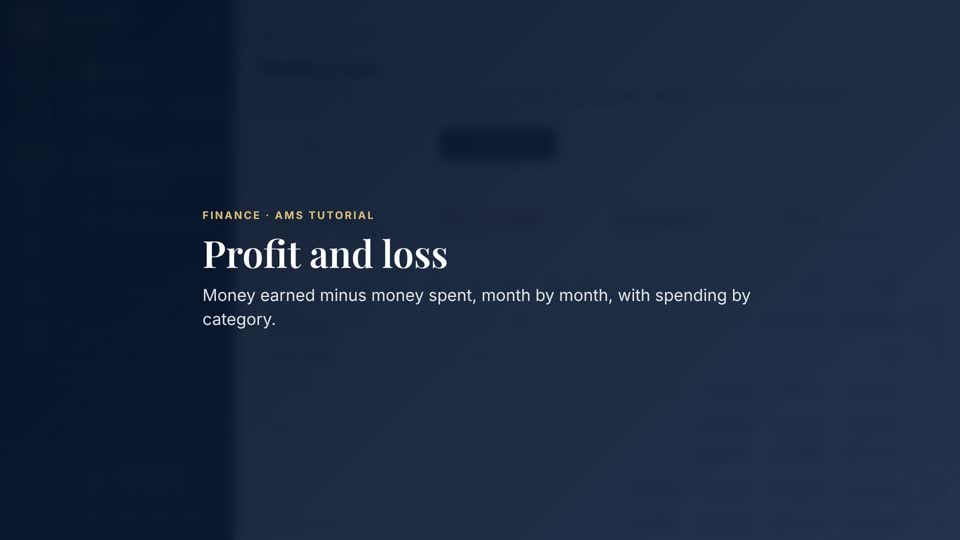 FINANCE · AMS TUTORIAL
Profit and loss
Money earned minus money spent, month by month, with spending by
category.